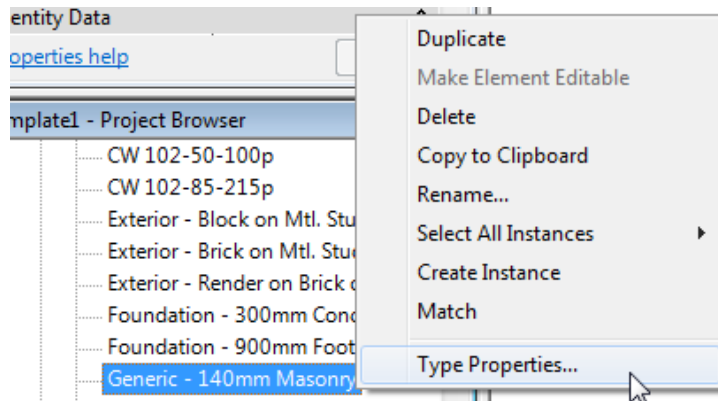 entity Data
operties help
mplate1 - Project Browser
CW 102-50-100p
CW 102-85-215p
Exterior - Block on Mtl. Stu
Exterior - Brick on Mtl. Stu
Exterior - Render on Brick
Foundation - 300mm Conc
Foundation - 900mm Foot
Generic - 140mm Masonry
Duplicate
Make Element Editable
Delete
Copy to Clipboard
Rename...
Select All Instances
Create Instance
Match
Type Properties...